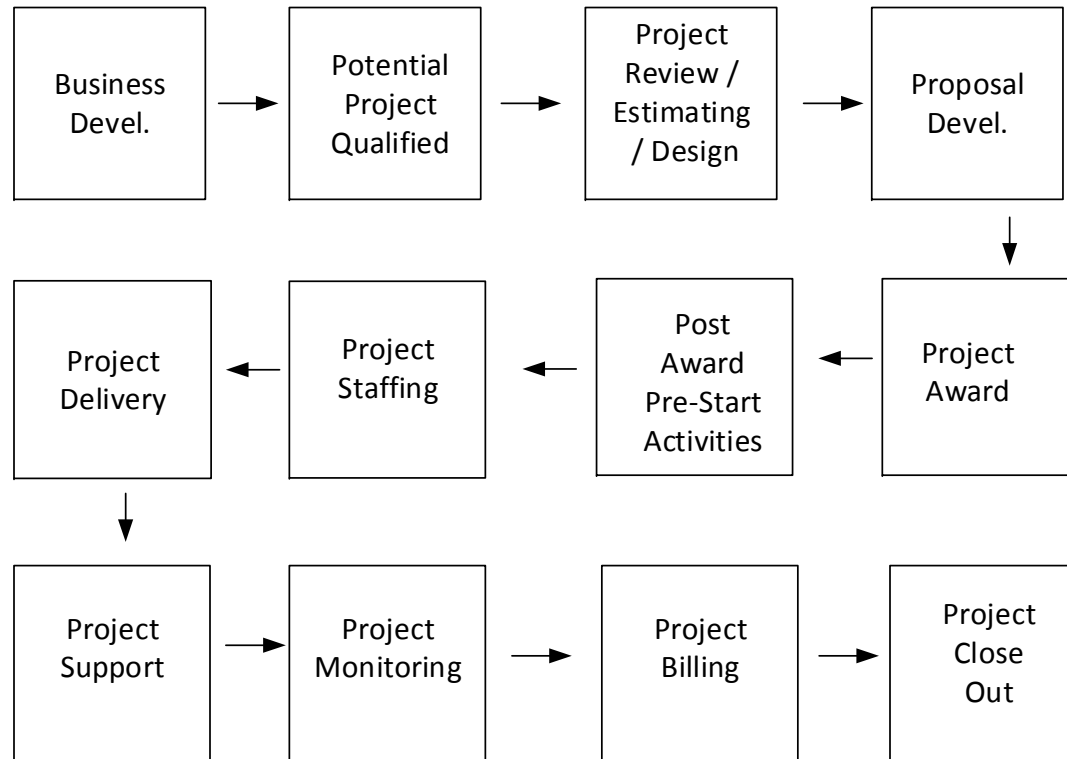 Business
Devel.
Potential
Project
Qualified
Project
Review /
Estimating
/ Design
Proposal
Devel.
Project
Award
Post
Award
Pre-Start
Activities
Project
Staffing
Project
Delivery
Project
Support
Project
Monitoring
Project
Billing
Project
Close
Out